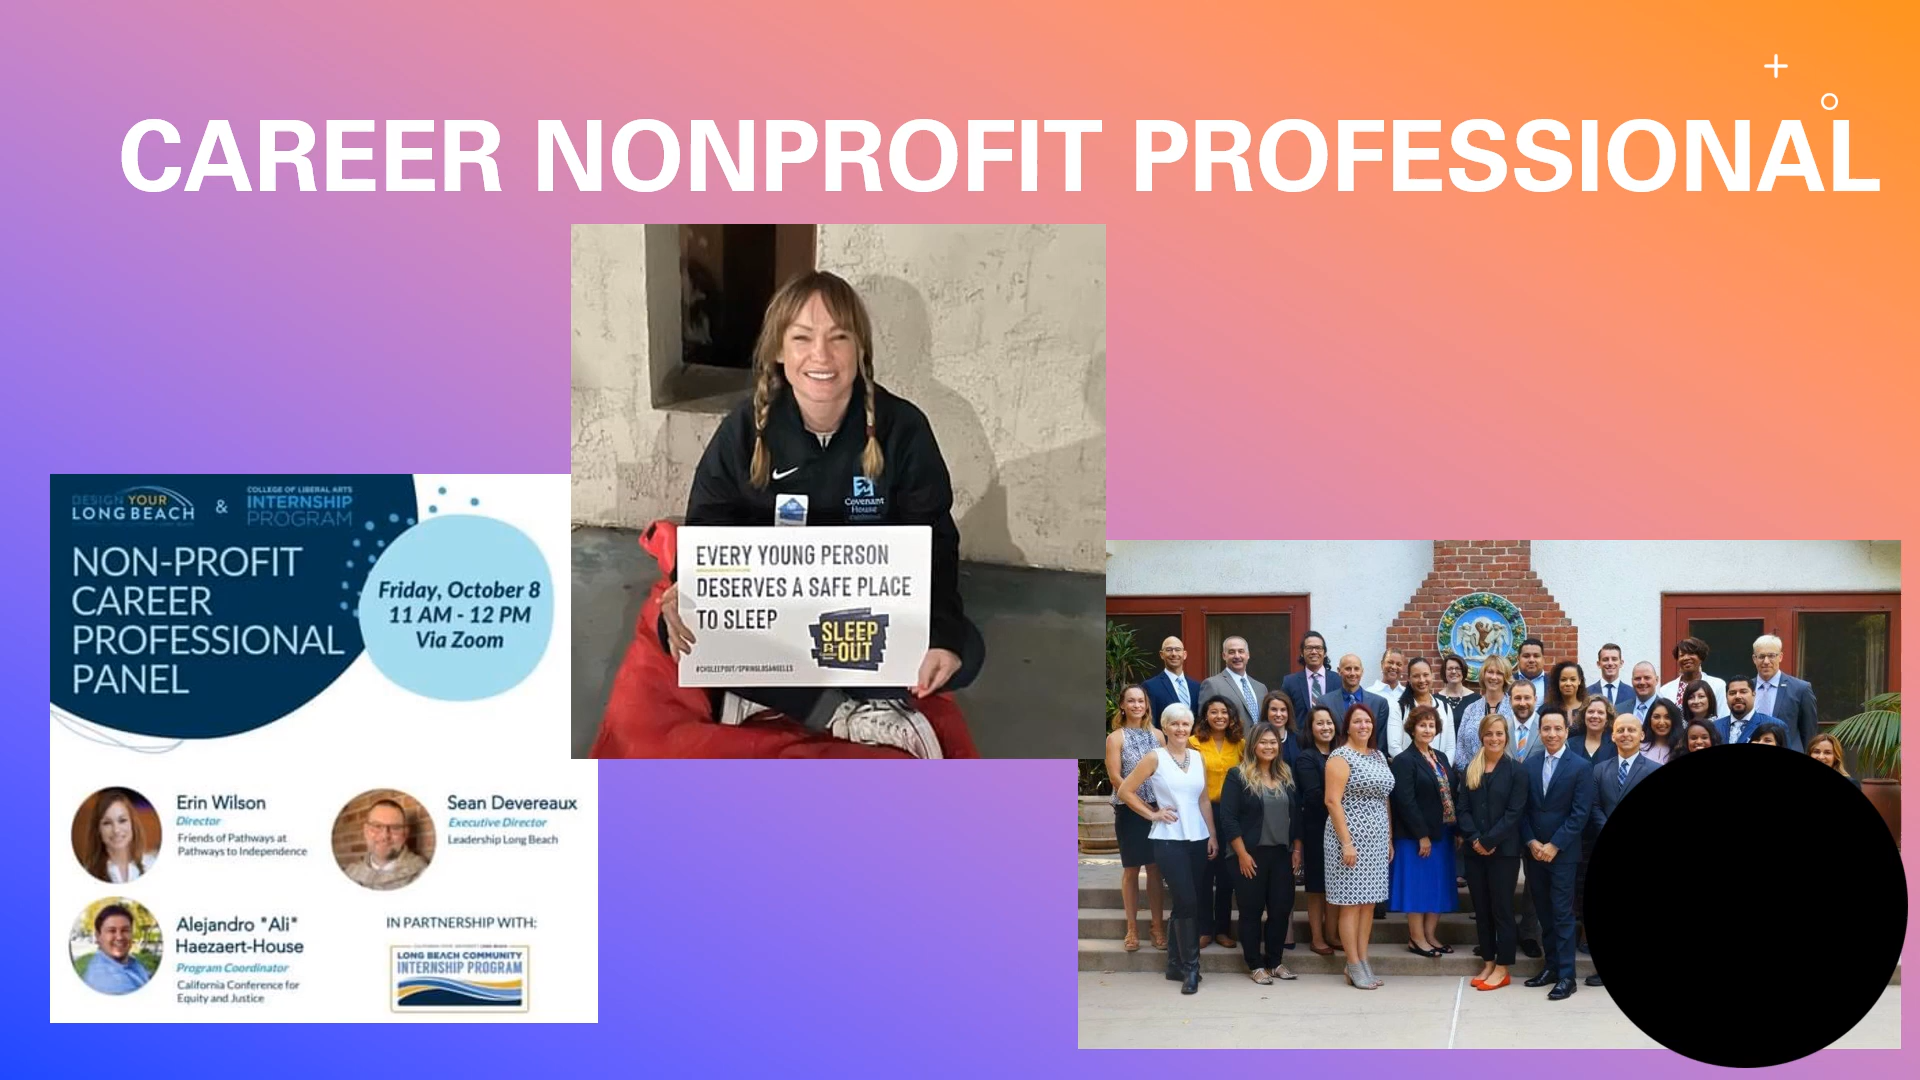 CAREER NONPROFIT PROFESSIONAL
DESIGN YOUR
LONG BEACH
&
COLLEGE OF LIBERAL ARTS
INTERNSHIP
PROGRAM
NON-PROFIT
CAREER
PROFESSIONAL
PANEL
Friday, October 8
11 AM - 12 PM
Via Zoom
Erin Wilson
Director
Friends of Pathways at
Pathways to Independence
Sean Devereaux
Executive Director
Leadership Long Beach
Alejandro "Ali"
Haezaert-House
Program Coordinator
California Conference for
Equity and Justice
IN PARTNERSHIP WITH:
LONG BEACH COMMUNITY
INTERNSHIP PROGRAM
Covenant
House
EVERY YOUNG PERSON
DESERVES A SAFE PLACE
TO SLEEP
SLEEP
OUT